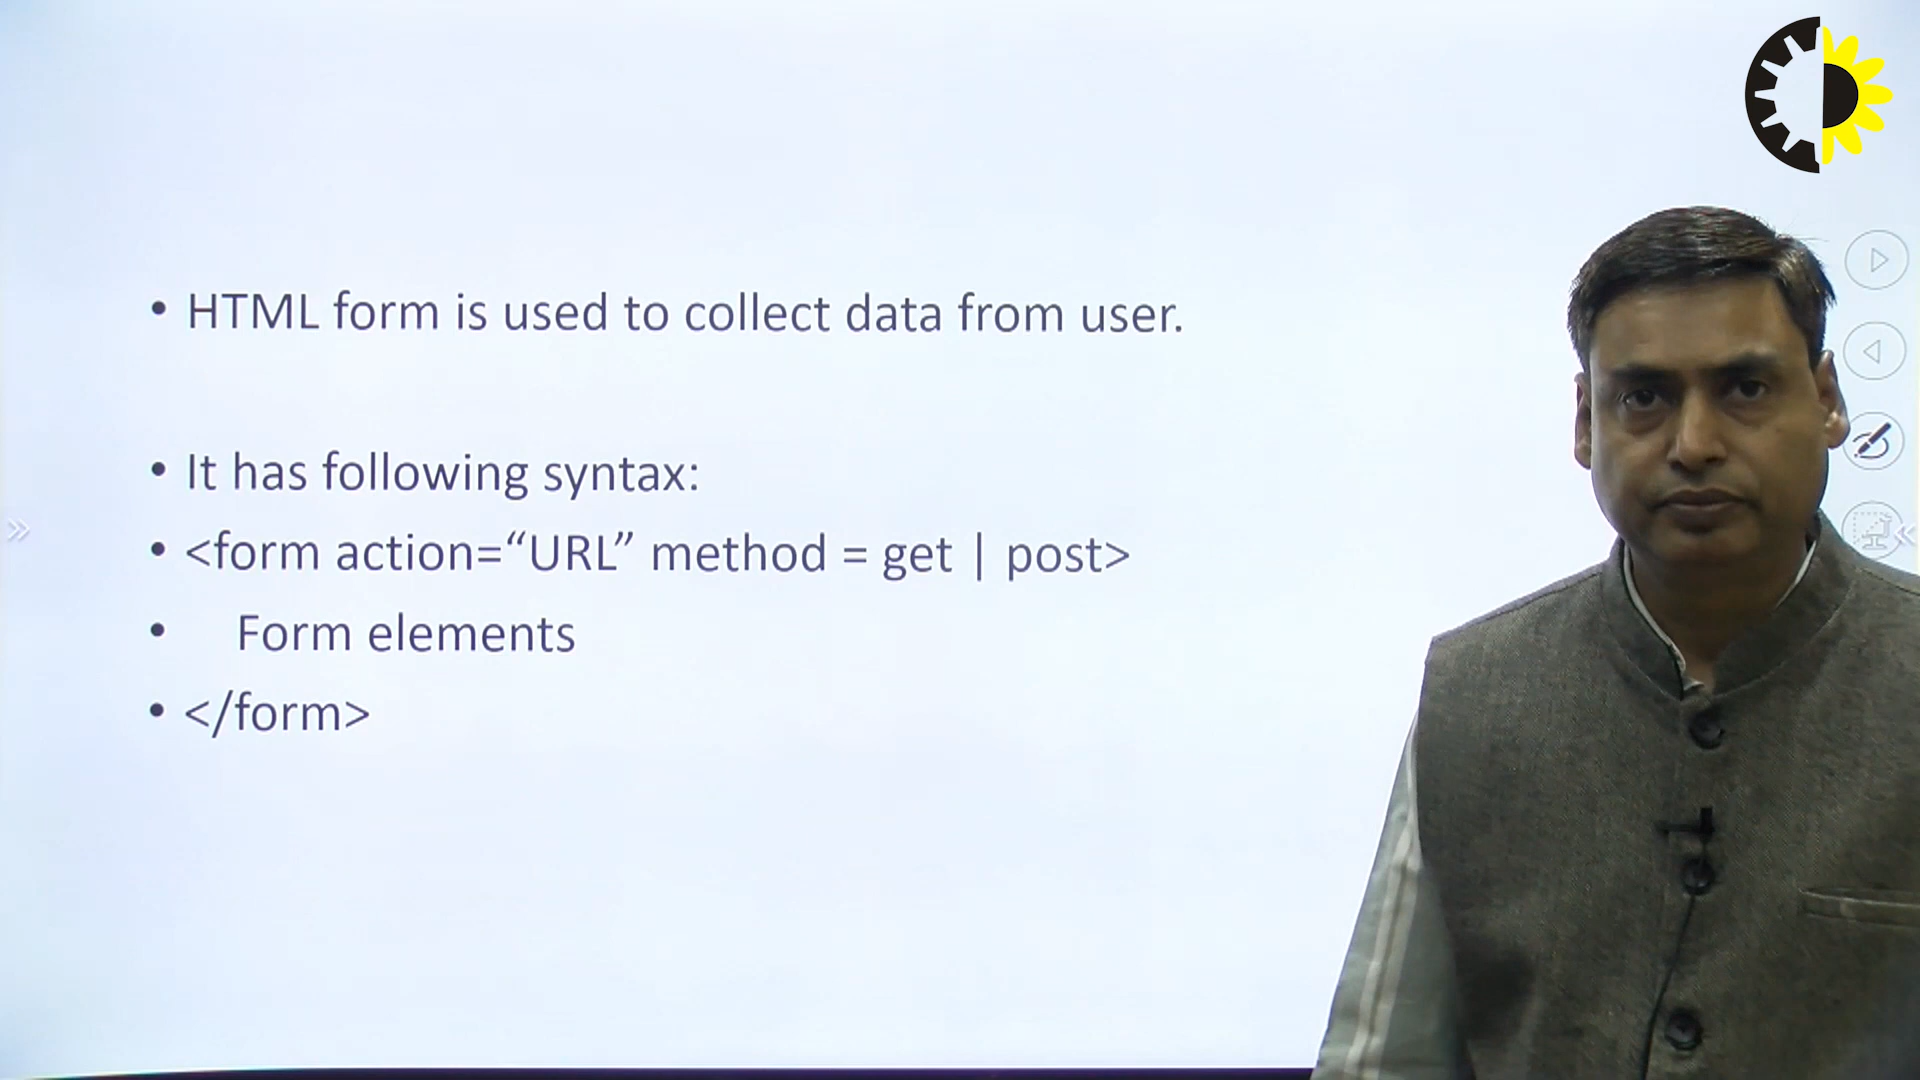 • HTML form is used to collect data from user.
• It has following syntax:
• <form action=“URL” method = get | post>
• Form elements
• </form>